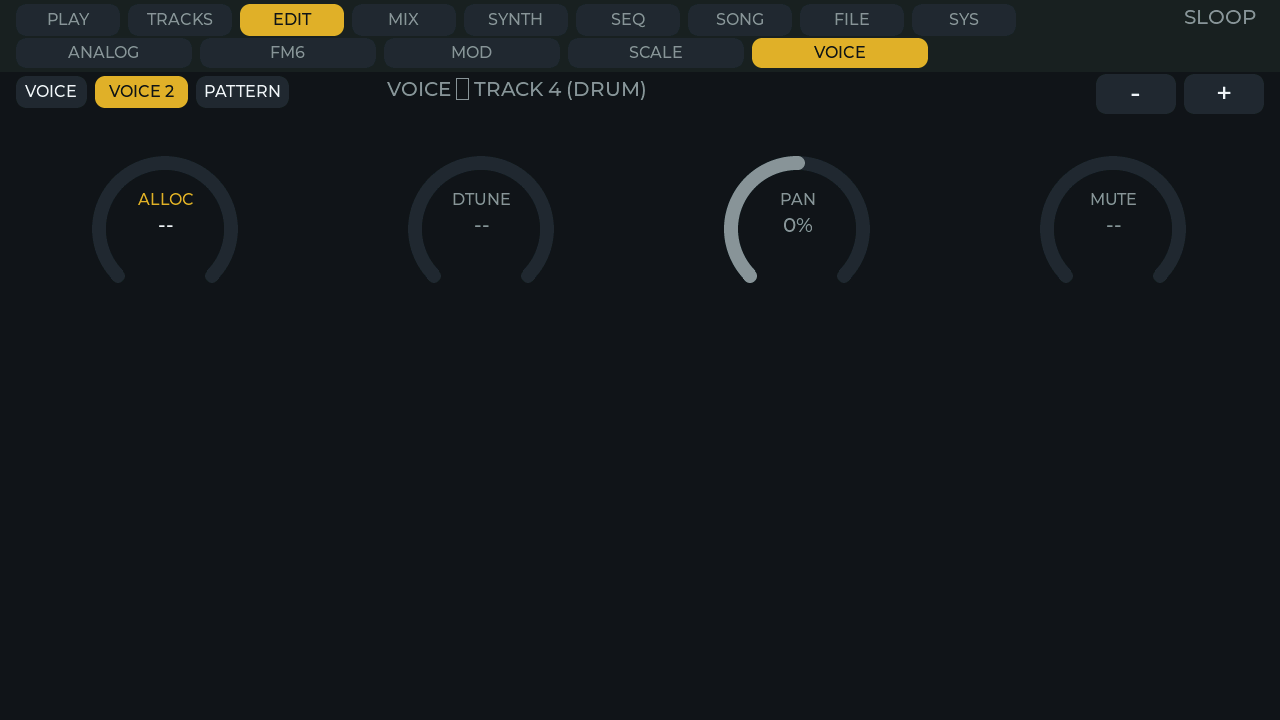 PLAY TRACKS EDIT MIX SYNTH SEQ SONG FILE SYS SLOOP
ANALOG FM6 MOD SCALE VOICE
VOICE VOICE 2 PATTERN VOICE □ TRACK 4 (DRUM) - +
ALLOC DTUNE PAN MUTE
-- -- 0% --